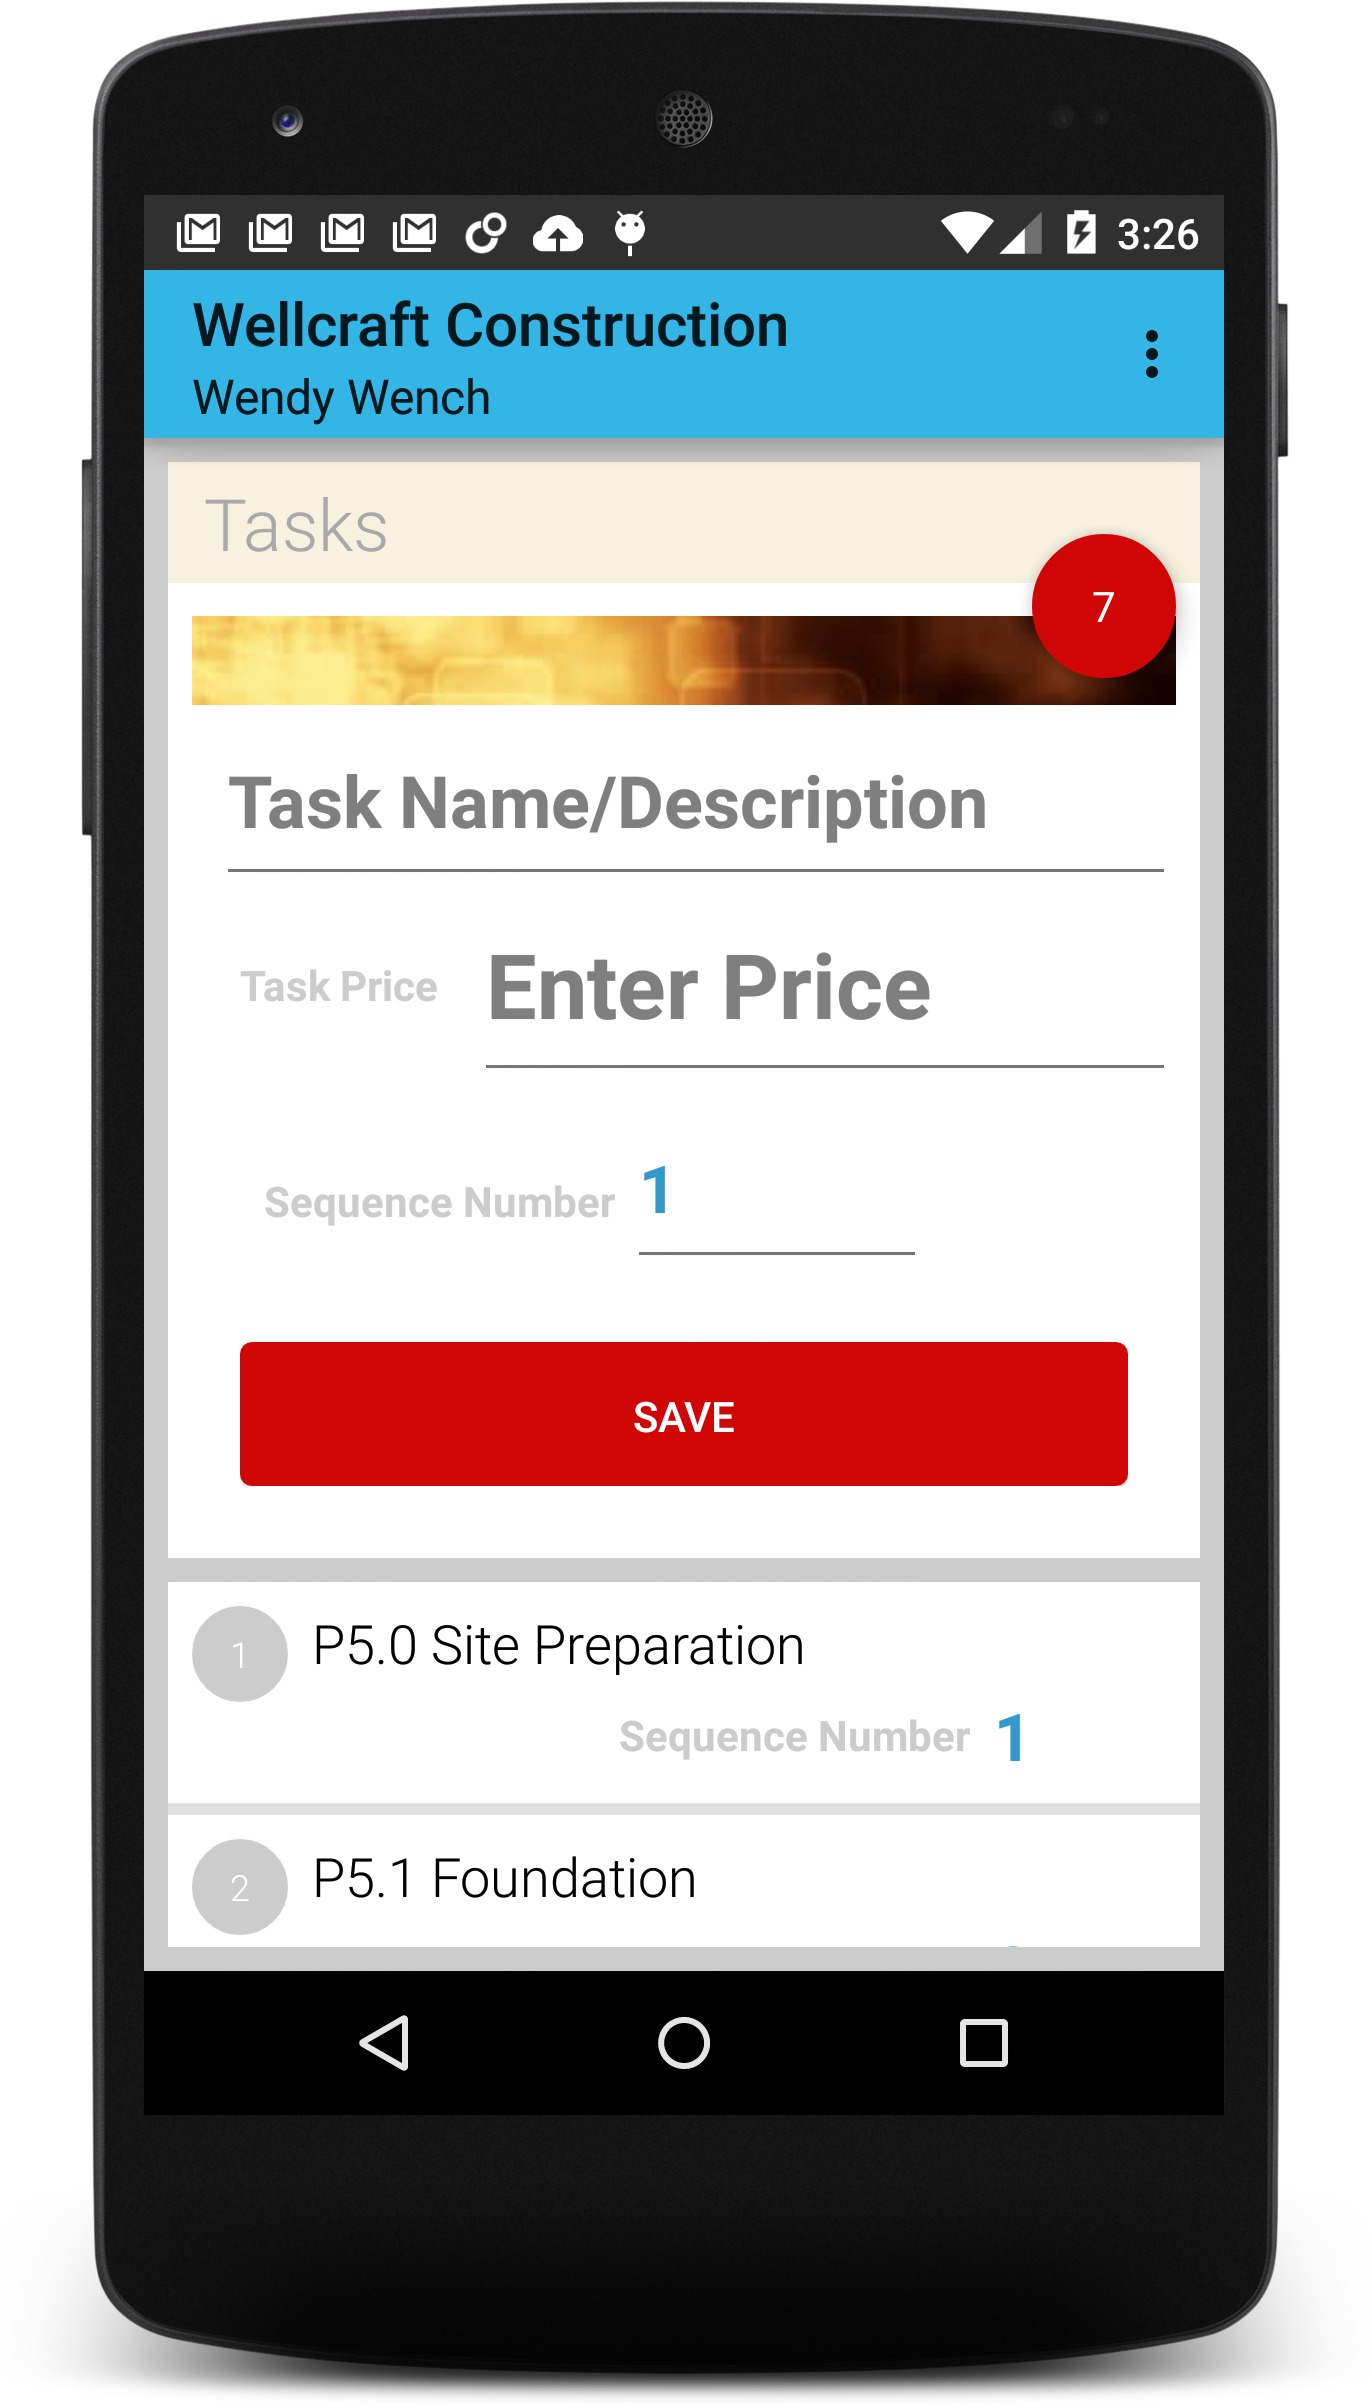 3:26
Wellcraft Construction
Wendy Wench
Tasks
7
Task Name/Description
Task Price Enter Price
Sequence Number 1
SAVE
1 P5.0 Site Preparation
Sequence Number 1
2 P5.1 Foundation